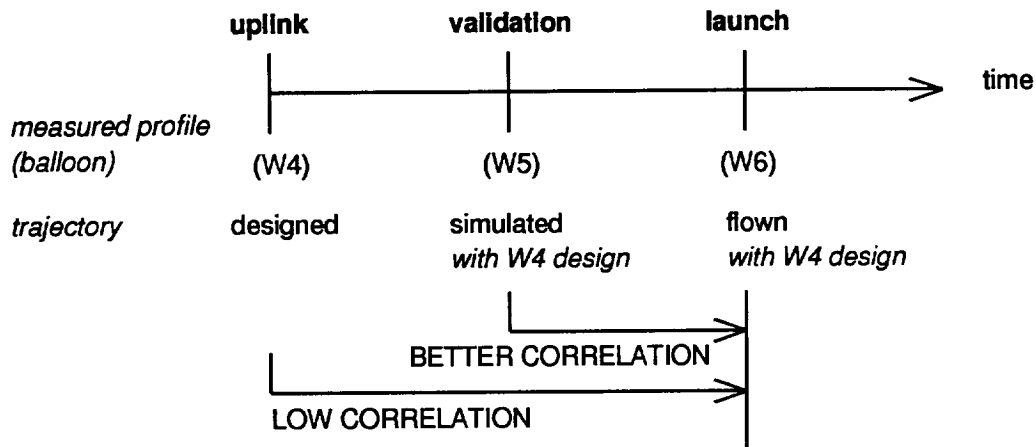 uplink validation launch
time
measured profile
(balloon) (W4) (W5) (W6)
trajectory designed simulated flown
with W4 design with W4 design
BETTER CORRELATION
LOW CORRELATION